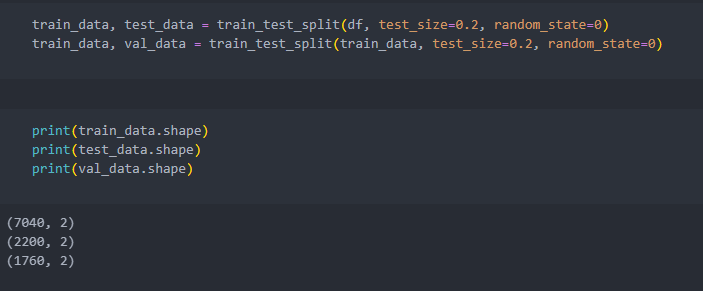 train_data, test_data = train_test_split(df, test_size=0.2, random_state=0)
train_data, val_data = train_test_split(train_data, test_size=0.2, random_state=0)
print(train_data.shape)
print(test_data.shape)
print(val_data.shape)
(7040, 2)
(2200, 2)
(1760, 2)